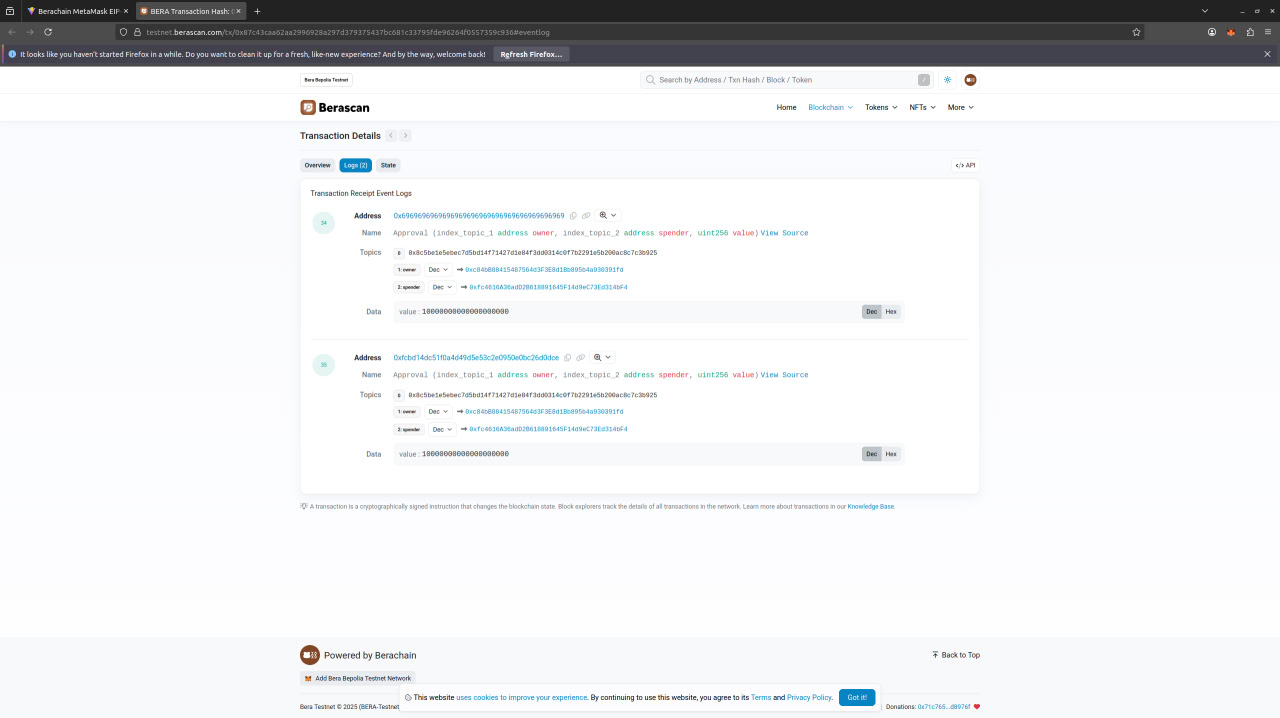 Berachain MetaMask EIP
BERA Transaction Hash:
testnet.berascan.com/tx/0x87c43caa62aa2996928a297d379375437bc681c33795fde96264f0557359c936#eventlog
It looks like you haven't started Firefox in a while. Do you want to clean it up for a fresh, like-new experience? And by the way, welcome back!
Refresh Firefox...
Bera Bepolia Testnet
Search by Address / Txn Hash / Block / Token
/
Berascan
Home
Blockchain
Tokens
NFTs
More
Transaction Details
Overview
Logs (2)
State
</> API
Transaction Receipt Event Logs
34
Address 0x6969696969696969696969696969696969696969
Name Approval (index_topic_1 address owner, index_topic_2 address spender, uint256 value) View Source
Topics 0 0x8c5be1e5ebec7d5bd14f71427d1e84f3dd0314c0f7b2291e5b200ac8c7c3b925
1: owner Dec ⇒ 0xc84bB08415487564d3F3E8d1Bb895b4a930391fd
2: spender Dec ⇒ 0xfc4616A36adD2B618891645F14d9eC73Ed314bF4
Data value : 10000000000000000000
Dec Hex
35
Address 0xfcbd14dc51f0a4d49d5e53c2e0950e0bc26d0dce
Name Approval (index_topic_1 address owner, index_topic_2 address spender, uint256 value) View Source
Topics 0 0x8c5be1e5ebec7d5bd14f71427d1e84f3dd0314c0f7b2291e5b200ac8c7c3b925
1: owner Dec ⇒ 0xc84bB08415487564d3F3E8d1Bb895b4a930391fd
2: spender Dec ⇒ 0xfc4616A36adD2B618891645F14d9eC73Ed314bF4
Data value : 10000000000000000000
Dec Hex
A transaction is a cryptographically signed instruction that changes the blockchain state. Block explorers track the details of all transactions in the network. Learn more about transactions in our Knowledge Base.
Powered by Berachain
Back to Top
Add Bera Bepolia Testnet Network
This website uses cookies to improve your experience. By continuing to use this website, you agree to its Terms and Privacy Policy.
Got it!
Bera Testnet © 2025 (BERA-Testnet
Donations: 0x71c765...d8976f